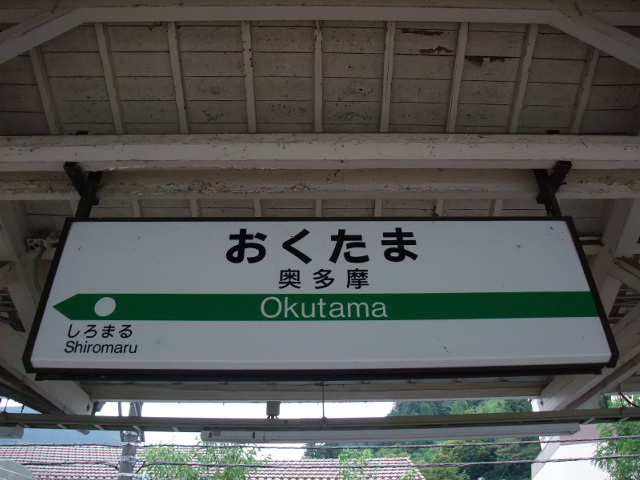 おくたま
奥多摩
Okutama
しろまる
Shiromaru